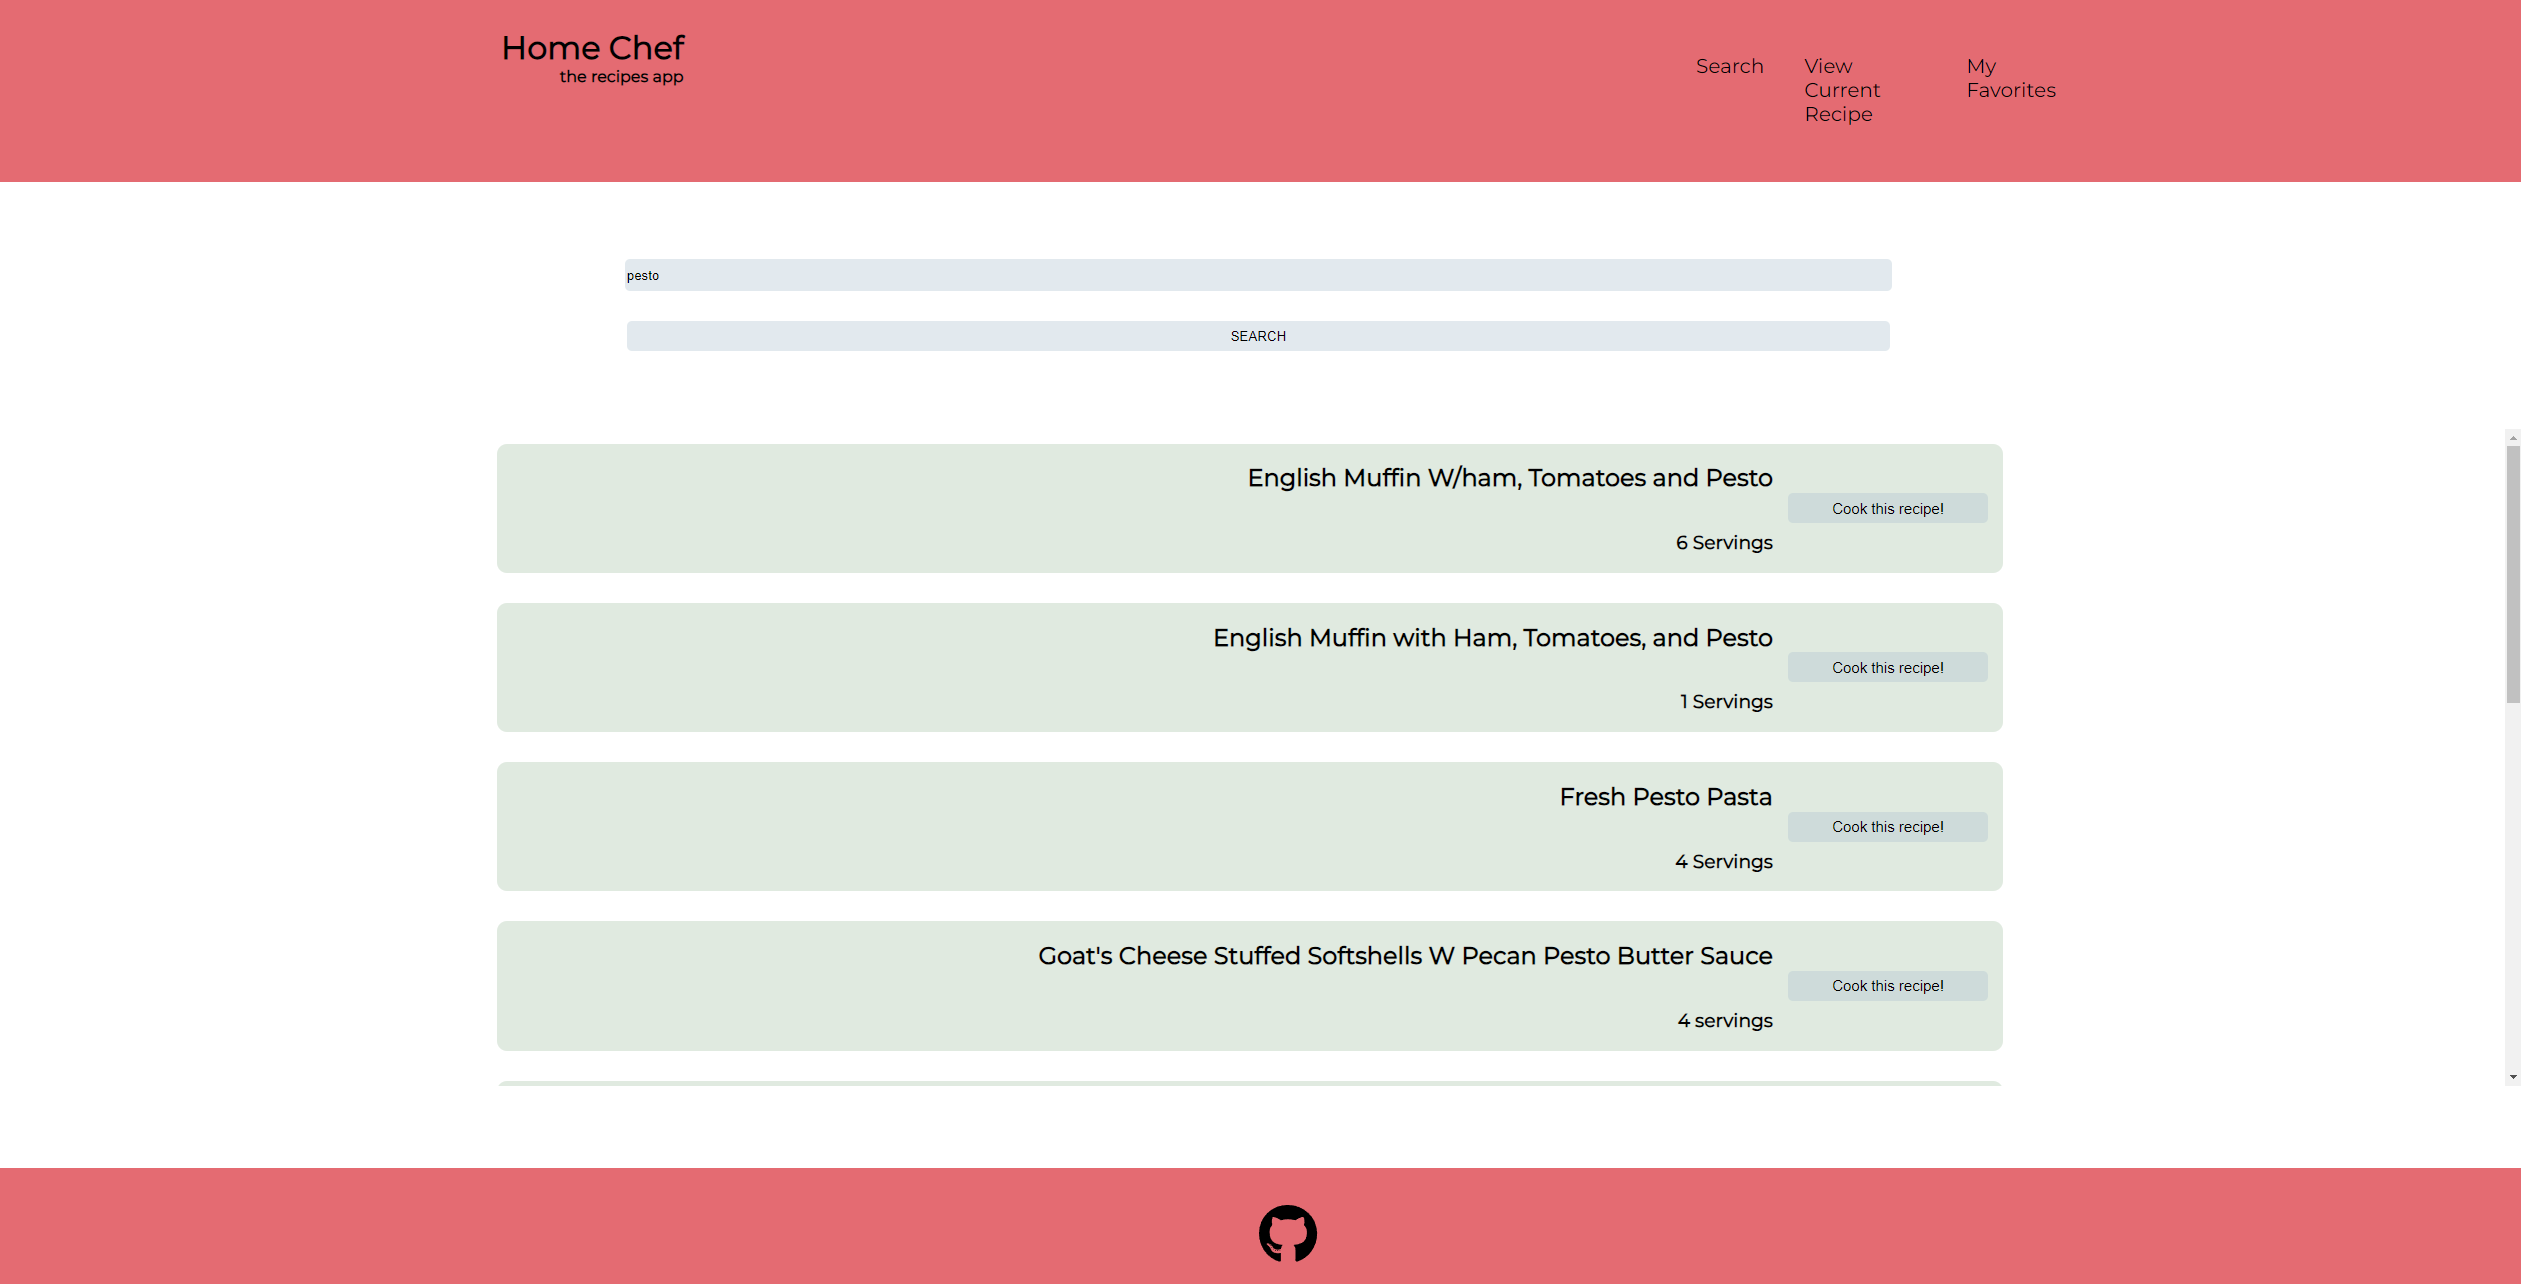 Home Chef
the recipes app
Search
View
Current
Recipe
My
Favorites
pesto
SEARCH
English Muffin W/ham, Tomatoes and Pesto
Cook this recipe!
6 Servings
English Muffin with Ham, Tomatoes, and Pesto
Cook this recipe!
1 Servings
Fresh Pesto Pasta
Cook this recipe!
4 Servings
Goat's Cheese Stuffed Softshells W Pecan Pesto Butter Sauce
Cook this recipe!
4 servings